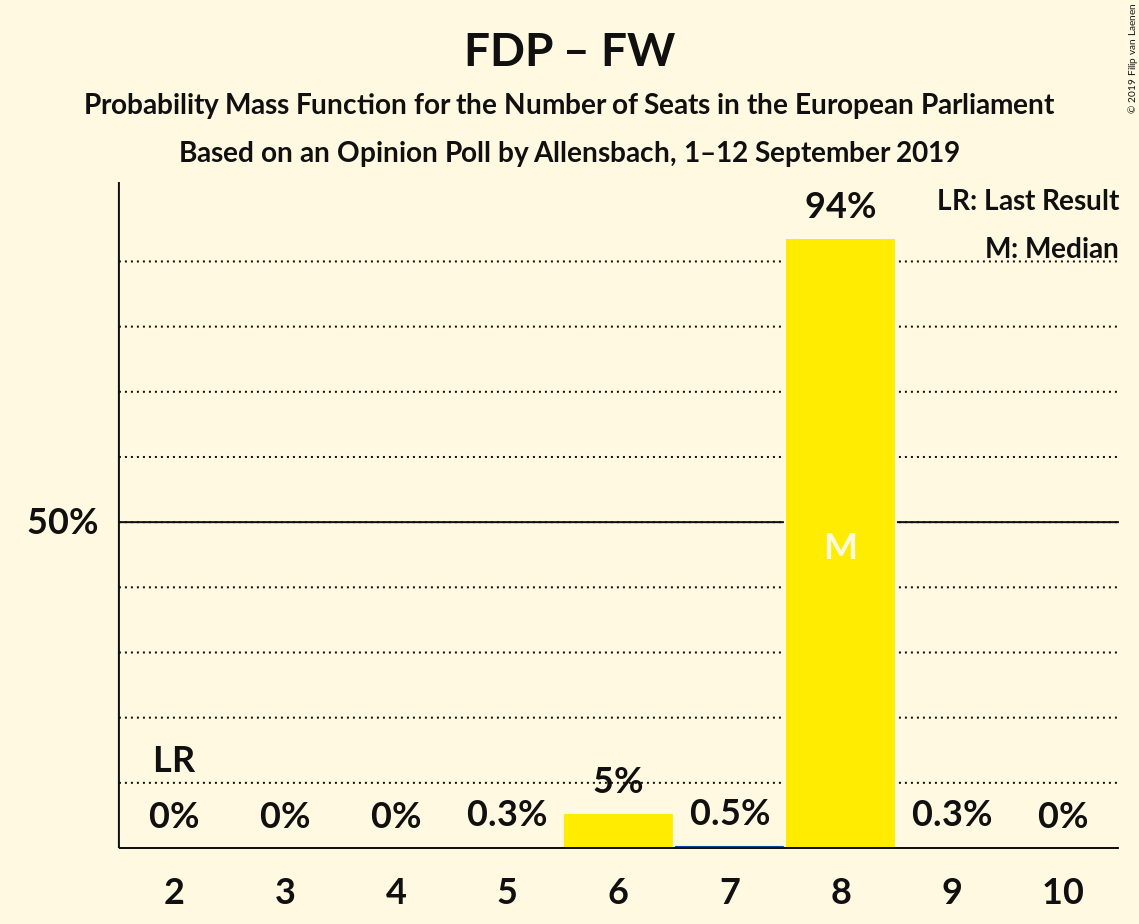 FDP – FW
Probability Mass Function for the Number of Seats in the European Parliament
Based on an Opinion Poll by Allensbach, 1–12 September 2019
© 2019 Filip van Laenen
LR: Last Result
M: Median
94%
50%
M
LR
0%
0%
0%
0.3%
5%
0.5%
0.3%
0%
2
3
4
5
6
7
8
9
10